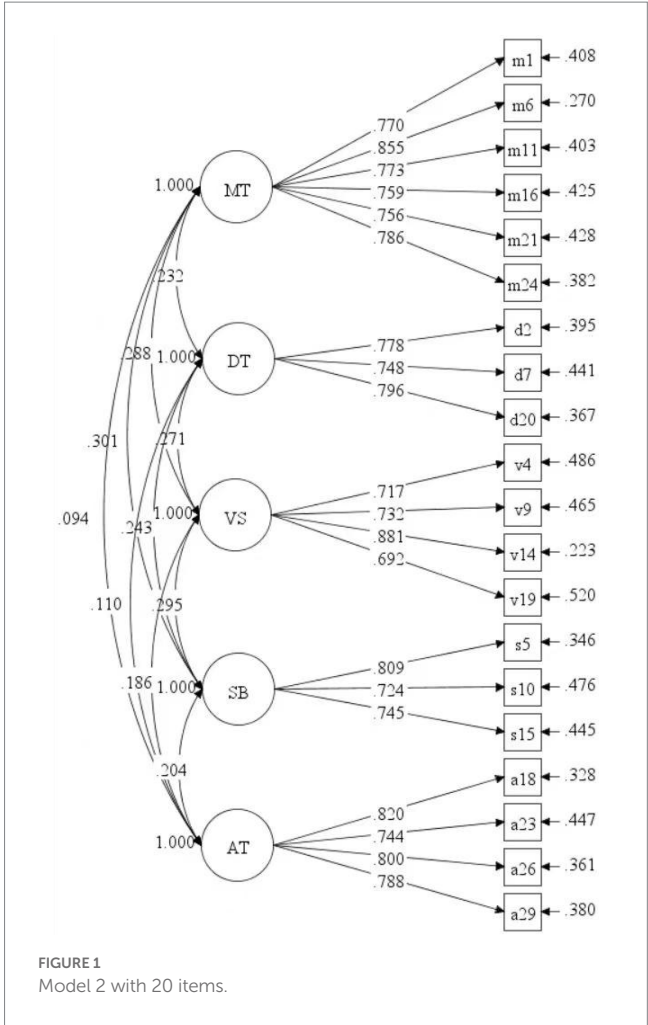 m1 .408
.770
m6 .270
.855
m11 .403
.773
1.000 MT
.759
m16 .425
.756
m21 .428
.786
m24 .382
.232
d2 .395
.778
.288 1.000 DT
.748
d7 .441
.796
d20 .367
.301
.271
v4 .486
.717
v9 .465
.732
.094 .243 1.000 VS
.881
v14 .223
.692
v19 .520
.110 .295
s5 .346
.809
.186 1.000 SB
.724
s10 .476
.745
s15 .445
.204
a18 .328
.820
a23 .447
.744
1.000 AT
.800
a26 .361
.788
a29 .380
FIGURE 1
Model 2 with 20 items.